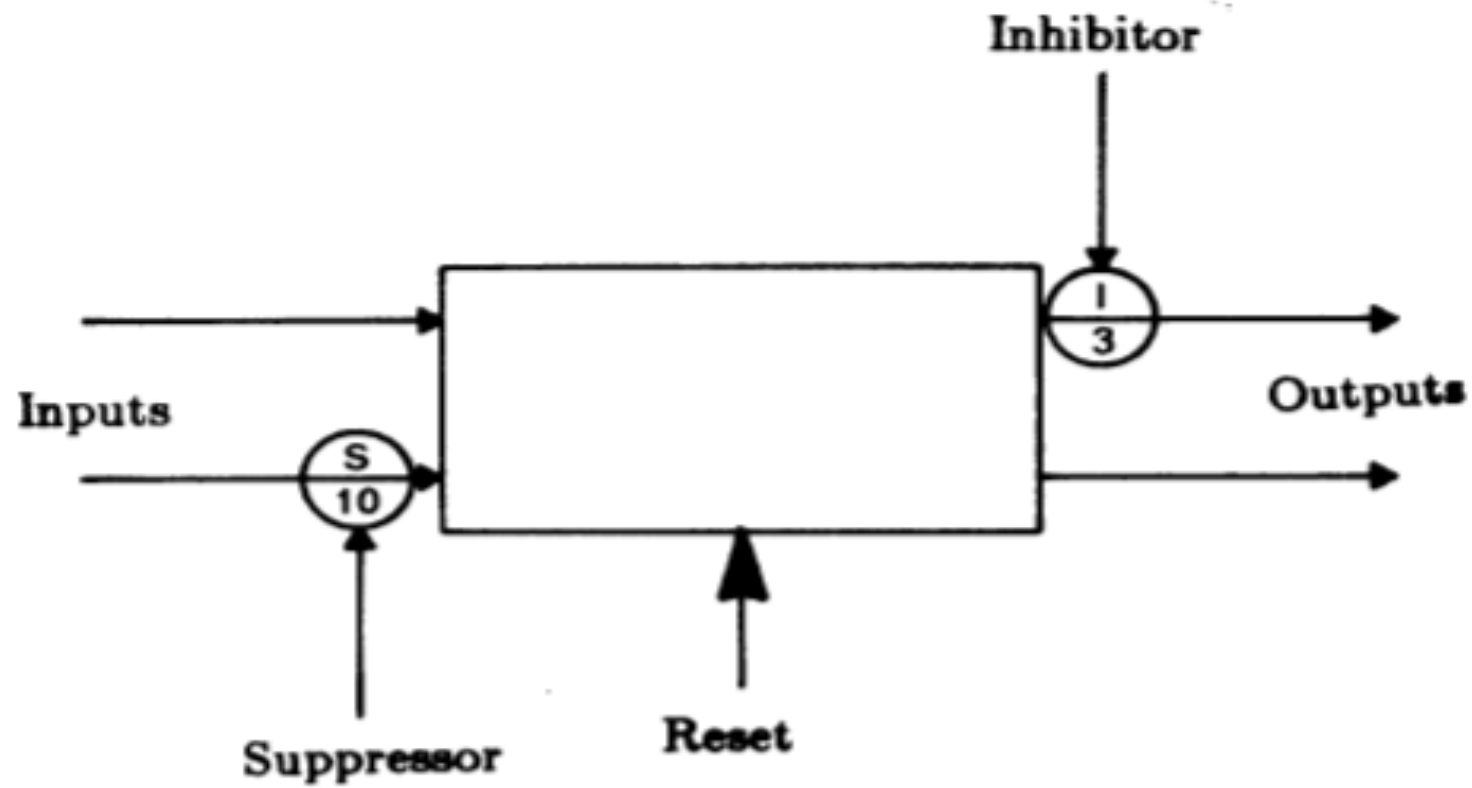 Inhibitor
I
3
Inputs
Outputs
S
10
Reset
Suppressor